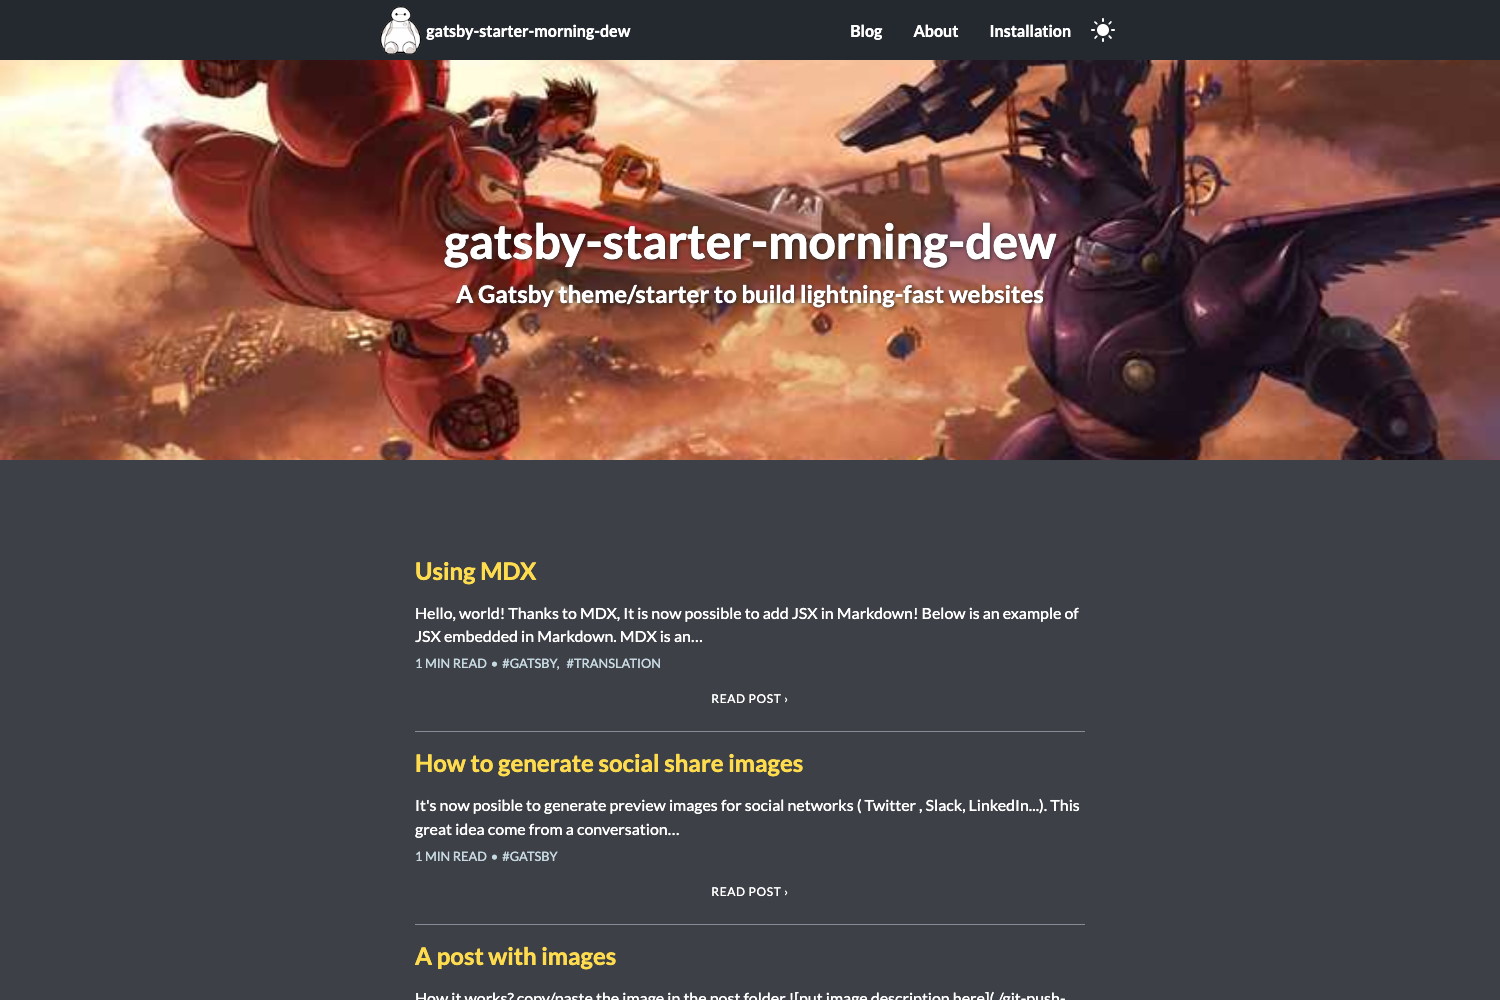 gatsby-starter-morning-dew
Blog
About
Installation
gatsby-starter-morning-dew
A Gatsby theme/starter to build lightning-fast websites
Using MDX
Hello, world! Thanks to MDX, It is now possible to add JSX in Markdown! Below is an example of
JSX embedded in Markdown. MDX is an…
1 MIN READ • #GATSBY, #TRANSLATION
READ POST ›
How to generate social share images
It's now posible to generate preview images for social networks ( Twitter , Slack, LinkedIn...). This
great idea come from a conversation…
1 MIN READ • #GATSBY
READ POST ›
A post with images
How it works? copy/paste the image in the post folder ![put image description here](./git-push-